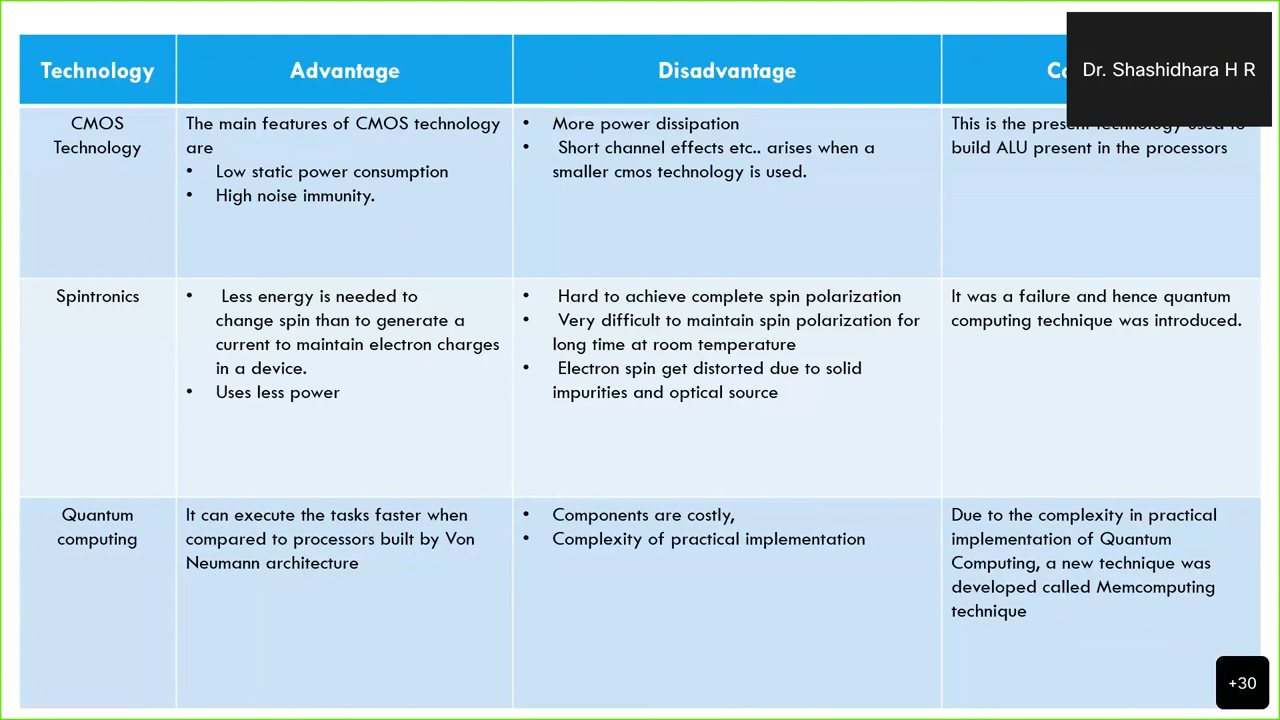 Technology
Advantage
Disadvantage
Dr. Shashidhara H R
CMOS
Technology
The main features of CMOS technology
are
• Low static power consumption
• High noise immunity.
• More power dissipation
• Short channel effects etc.. arises when a
smaller cmos technology is used.
This is the present technology used to
build ALU present in the processors
Spintronics
• Less energy is needed to
change spin than to generate a
current to maintain electron charges
in a device.
• Uses less power
• Hard to achieve complete spin polarization
• Very difficult to maintain spin polarization for
long time at room temperature
• Electron spin get distorted due to solid
impurities and optical source
It was a failure and hence quantum
computing technique was introduced.
Quantum
computing
It can execute the tasks faster when
compared to processors built by Von
Neumann architecture
• Components are costly,
• Complexity of practical implementation
Due to the complexity in practical
implementation of Quantum
Computing, a new technique was
developed called Memcomputing
technique
+30